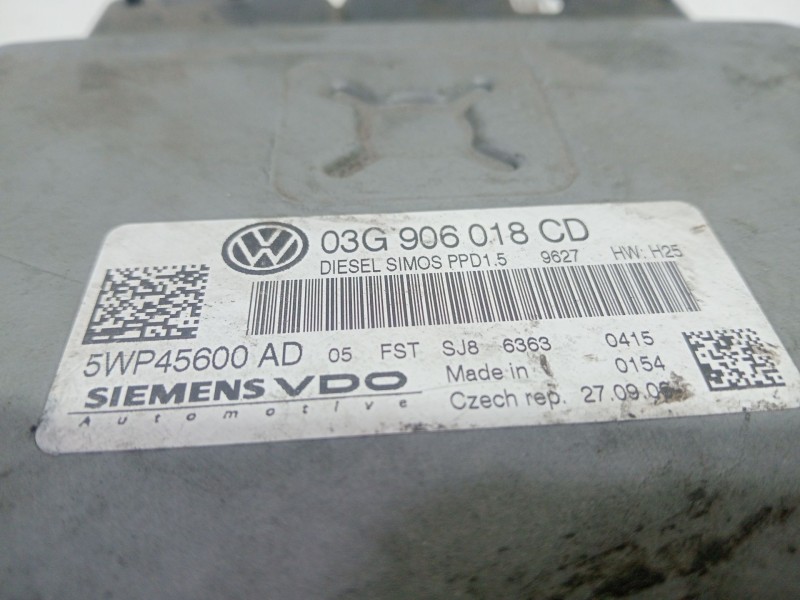 03G 906 018 CD
DIESEL SIMOS PPD1.5 9627 HW: H25
5WP45600 AD 05 FST SJ8 6363 0415
SIEMENS VDO Made in 0154
Automotive Czech rep. 27.09.0